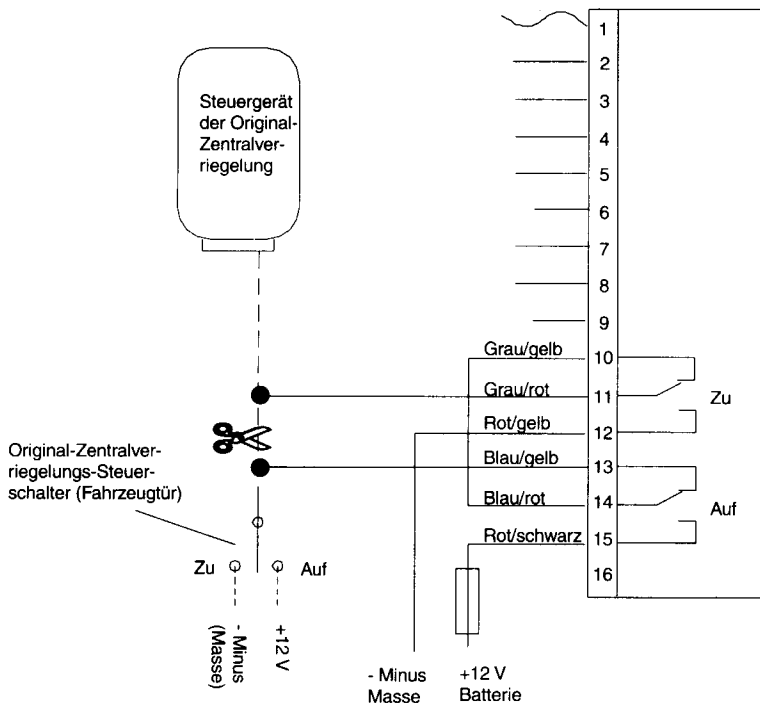 Steuergerät
der Original-
Zentralver-
riegelung
Original-Zentralver-
riegelungs-Steuer-
schalter (Fahrzeugtür)
Zu
Auf
- Minus
(Masse)
+12 V
- Minus
Masse
+12 V
Batterie
Grau/gelb
Grau/rot
Rot/gelb
Blau/gelb
Blau/rot
Rot/schwarz
1
2
3
4
5
6
7
8
9
10
11
12
13
14
15
16
Zu
Auf